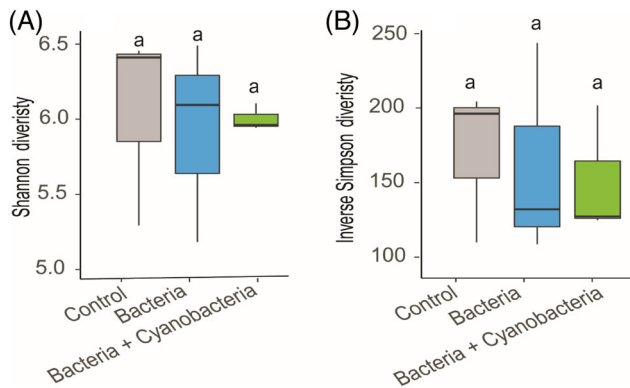 (A)
Shannon diveristy
6.5
6.0
5.5
5.0
a
a
a
Control
Bacteria
Bacteria + Cyanobacteria
(B)
Inverse Simpson diveristy
250
200
150
100
a
a
a
Control
Bacteria
Bacteria + Cyanobacteria